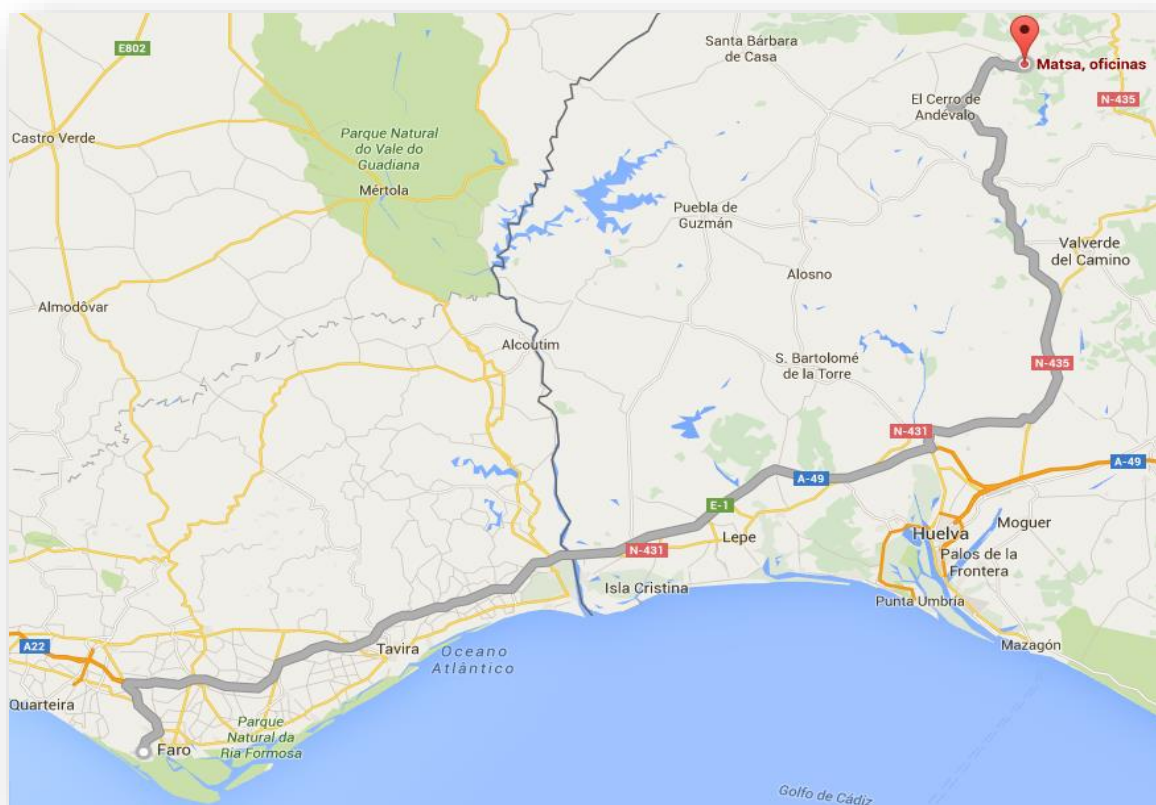 E802
Santa Bárbara
de Casa
Matsa, oficinas
N-435
El Cerro de
Andévalo
Castro Verde
Parque Natural
do Vale do
Guadiana
Mértola
Puebla de
Guzmán
Valverde
del Camino
Alosno
Almodôvar
Alcoutim
S. Bartolomé
de la Torre
N-435
N-431
A-49
A-49
E-1
Lepe
Huelva
Moguer
Palos de la
Frontera
N-431
Isla Cristina
Punta Umbría
Mazagón
Tavira
Oceano
Atlântico
A22
Quarteira
Parque
Natural da
Ria Formosa
Faro
Golfo de Cádiz